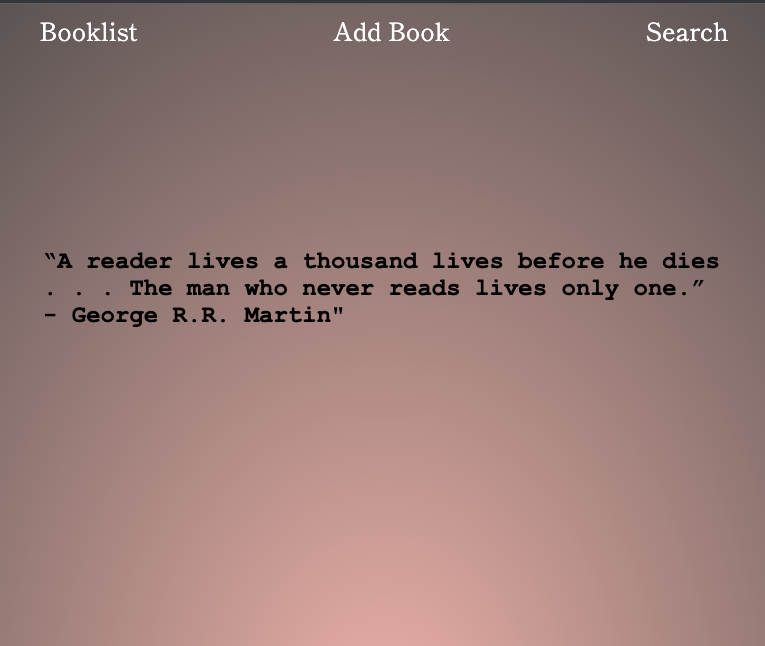 Booklist Add Book Search
“A reader lives a thousand lives before he dies
. . . The man who never reads lives only one.”
– George R.R. Martin"